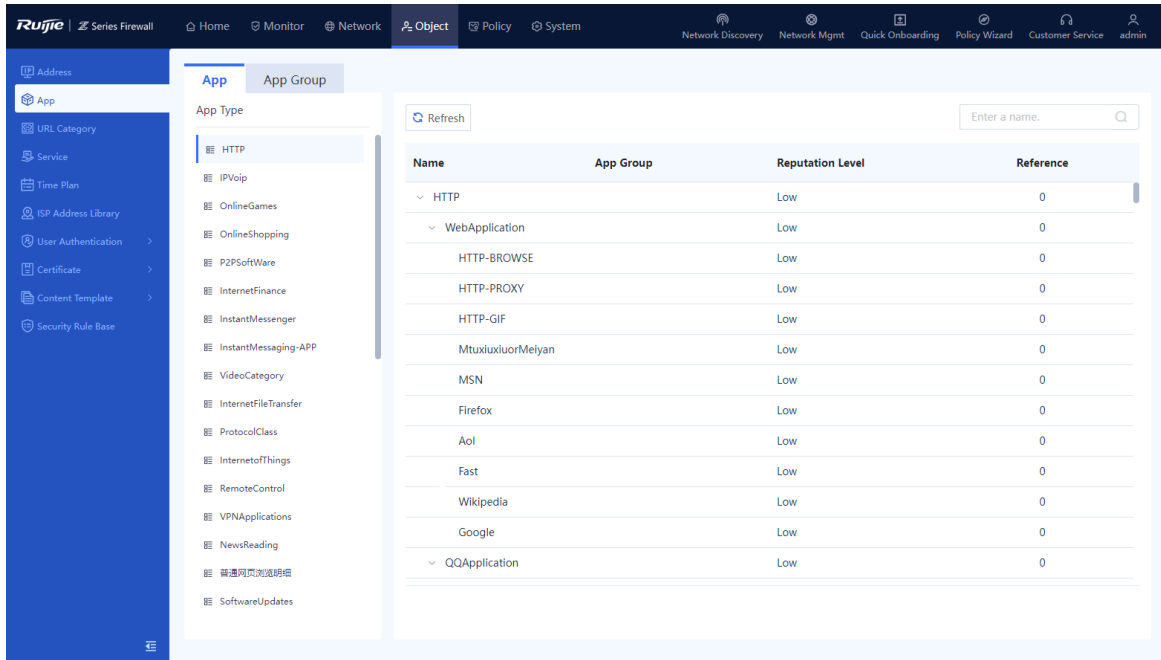 Ruijie | Z Series Firewall
Home Monitor Network Object Policy System
Network Discovery Network Mgmt Quick Onboarding Policy Wizard Customer Service admin
Address
App
URL Category
Service
Time Plan
ISP Address Library
User Authentication
Certificate
Content Template
Security Rule Base
App App Group
App Type
HTTP
IPVoip
OnlineGames
OnlineShopping
P2PSoftWare
InternetFinance
InstantMessenger
InstantMessaging-APP
VideoCategory
InternetFileTransfer
ProtocolClass
InternetofThings
RemoteControl
VPNApplications
NewsReading
普通网页浏览明细
SoftwareUpdates
Refresh
Enter a name.
Name App Group Reputation Level Reference
HTTP Low 0
WebApplication Low 0
HTTP-BROWSE Low 0
HTTP-PROXY Low 0
HTTP-GIF Low 0
MtuxiuxiuorMeiyan Low 0
MSN Low 0
Firefox Low 0
Aol Low 0
Fast Low 0
Wikipedia Low 0
Google Low 0
QQApplication Low 0